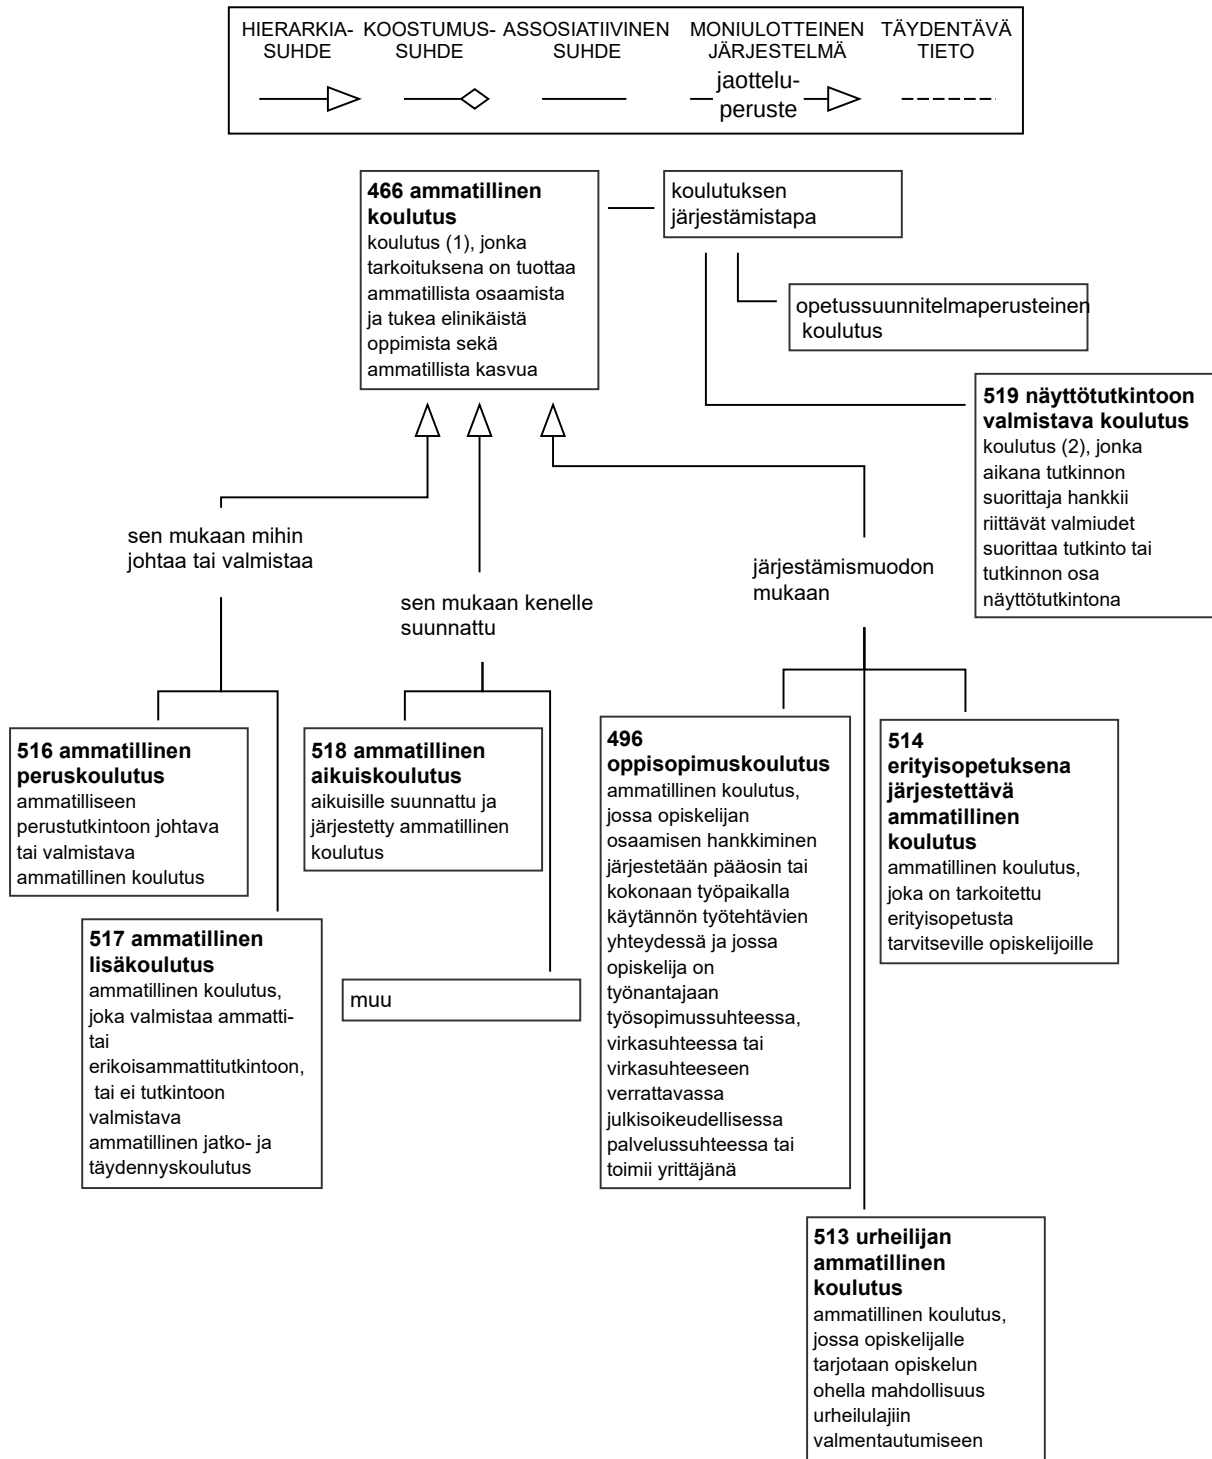 HIERARKIA-
SUHDE
KOOSTUMUS-
SUHDE
ASSOSIATIIVINEN
SUHDE
MONIULOTTEINEN
JÄRJESTELMÄ
jaottelu-
peruste
TÄYDENTÄVÄ
TIETO
466 ammatillinen
koulutus
koulutus (1), jonka
tarkoituksena on tuottaa
ammatillista osaamista
ja tukea elinikäistä
oppimista sekä
ammatillista kasvua
koulutuksen
järjestämistapa
opetussuunnitelmaperusteinen
koulutus
519 näyttötutkintoon
valmistava koulutus
koulutus (2), jonka
aikana tutkinnon
suorittaja hankkii
riittävät valmiudet
suorittaa tutkinto tai
tutkinnon osa
näyttötutkintona
sen mukaan mihin
johtaa tai valmistaa
sen mukaan kenelle
suunnattu
järjestämismuodon
mukaan
516 ammatillinen
peruskoulutus
ammatilliseen
perustutkintoon johtava
tai valmistava
ammatillinen koulutus
517 ammatillinen
lisäkoulutus
ammatillinen koulutus,
joka valmistaa ammatti-
tai
erikoisammattitutkintoon,
tai ei tutkintoon
valmistava
ammatillinen jatko- ja
täydennyskoulutus
518 ammatillinen
aikuiskoulutus
aikuisille suunnattu ja
järjestetty ammatillinen
koulutus
muu
496
oppisopimuskoulutus
ammatillinen koulutus,
jossa opiskelijan
osaamisen hankkiminen
järjestetään pääosin tai
kokonaan työpaikalla
käytännön työtehtävien
yhteydessä ja jossa
opiskelija on
työnantajaan
työsopimussuhteessa,
virkasuhteessa tai
virkasuhteeseen
verrattavassa
julkisoikeudellisessa
palvelussuhteessa tai
toimii yrittäjänä
514
erityisopetuksena
järjestettävä
ammatillinen
koulutus
ammatillinen koulutus,
joka on tarkoitettu
erityisopetusta
tarvitseville opiskelijoille
513 urheilijan
ammatillinen
koulutus
ammatillinen koulutus,
jossa opiskelijalle
tarjotaan opiskelun
ohella mahdollisuus
urheilulajiin
valmentautumiseen